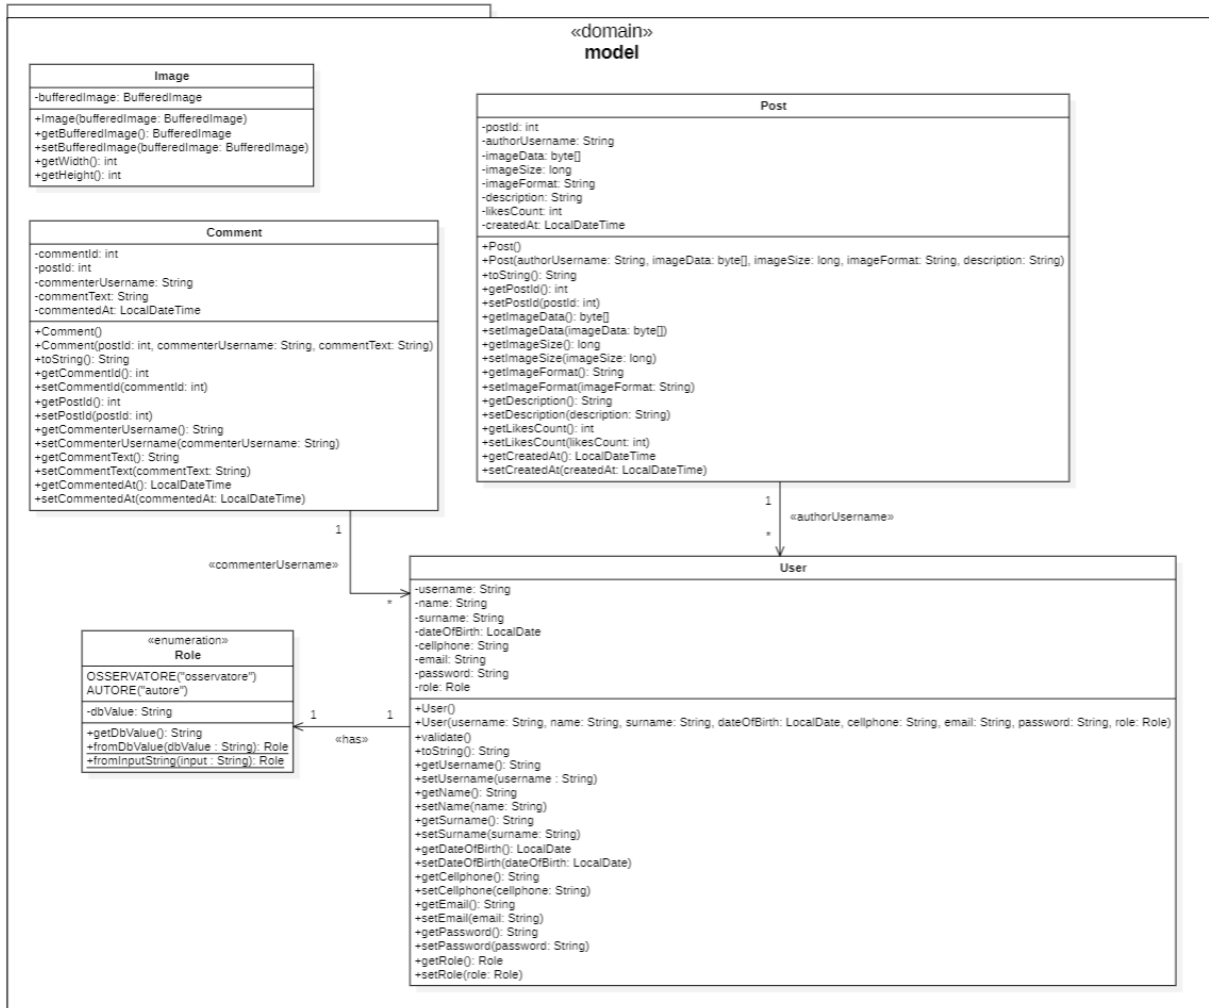 «domain»
model
Image
-bufferedImage: BufferedImage
+Image(bufferedImage: BufferedImage)
+getBufferedImage(): BufferedImage
+setBufferedImage(bufferedImage: BufferedImage)
+getWidth(): int
+getHeight(): int
Post
-postId: int
-authorUsername: String
-imageData: byte[]
-imageSize: long
-imageFormat: String
-description: String
-likesCount: int
-createdAt: LocalDateTime
+Post()
+Post(authorUsername: String, imageData: byte[], imageSize: long, imageFormat: String, description: String)
+toString(): String
+getPostId(): int
+setPostId(postId: int)
+getImageData(): byte[]
+setImageData(imageData: byte[])
+getImageSize(): long
+setImageSize(imageSize: long)
+getImageFormat(): String
+setImageFormat(imageFormat: String)
+getDescription(): String
+setDescription(description: String)
+getLikesCount(): int
+setLikesCount(likesCount: int)
+getCreatedAt(): LocalDateTime
+setCreatedAt(createdAt: LocalDateTime)
Comment
-commentId: int
-postId: int
-commenterUsername: String
-commentText: String
-commentedAt: LocalDateTime
+Comment()
+Comment(postId: int, commenterUsername: String, commentText: String)
+toString(): String
+getCommentId(): int
+setCommentId(commentId: int)
+getPostId(): int
+setPostId(postId: int)
+getCommenterUsername(): String
+setCommenterUsername(commenterUsername: String)
+getCommentText(): String
+setCommentText(commentText: String)
+getCommentedAt(): LocalDateTime
+setCommentedAt(commentedAt: LocalDateTime)
1
«authorUsername»
*
1
«commenterUsername»
*
User
-username: String
-name: String
-surname: String
-dateOfBirth: LocalDate
-cellphone: String
-email: String
-password: String
-role: Role
+User()
+User(username: String, name: String, surname: String, dateOfBirth: LocalDate, cellphone: String, email: String, password: String, role: Role)
+validate()
+toString(): String
+getUsername(): String
+setUsername(username : String)
+getName(): String
+setName(name: String)
+getSurname(): String
+setSurname(surname: String)
+getDateOfBirth(): LocalDate
+setDateOfBirth(dateOfBirth: LocalDate)
+getCellphone(): String
+setCellphone(cellphone: String)
+getEmail(): String
+setEmail(email: String)
+getPassword(): String
+setPassword(password: String)
+getRole(): Role
+setRole(role: Role)
«enumeration»
Role
OSSERVATORE("osservatore")
AUTORE("autore")
-dbValue: String
+getDbValue(): String
+fromDbValue(dbValue : String): Role
+fromInputString(input : String): Role
1 1
«has»